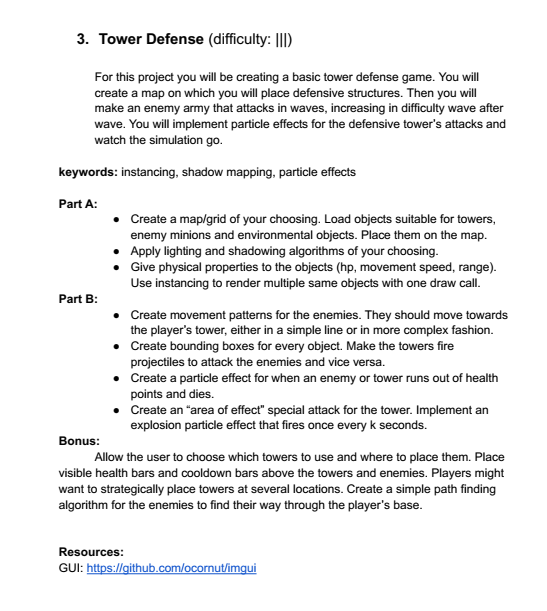 3. Tower Defense (difficulty: |||)
For this project you will be creating a basic tower defense game. You will
create a map on which you will place defensive structures. Then you will
make an enemy army that attacks in waves, increasing in difficulty wave after
wave. You will implement particle effects for the defensive tower's attacks and
watch the simulation go.
keywords: instancing, shadow mapping, particle effects
Part A:
● Create a map/grid of your choosing. Load objects suitable for towers,
enemy minions and environmental objects. Place them on the map.
● Apply lighting and shadowing algorithms of your choosing.
● Give physical properties to the objects (hp, movement speed, range).
Use instancing to render multiple same objects with one draw call.
Part B:
● Create movement patterns for the enemies. They should move towards
the player's tower, either in a simple line or in more complex fashion.
● Create bounding boxes for every object. Make the towers fire
projectiles to attack the enemies and vice versa.
● Create a particle effect for when an enemy or tower runs out of health
points and dies.
● Create an "area of effect" special attack for the tower. Implement an
explosion particle effect that fires once every k seconds.
Bonus:
Allow the user to choose which towers to use and where to place them. Place
visible health bars and cooldown bars above the towers and enemies. Players might
want to strategically place towers at several locations. Create a simple path finding
algorithm for the enemies to find their way through the player's base.
Resources:
GUI: https://github.com/ocornut/imgui